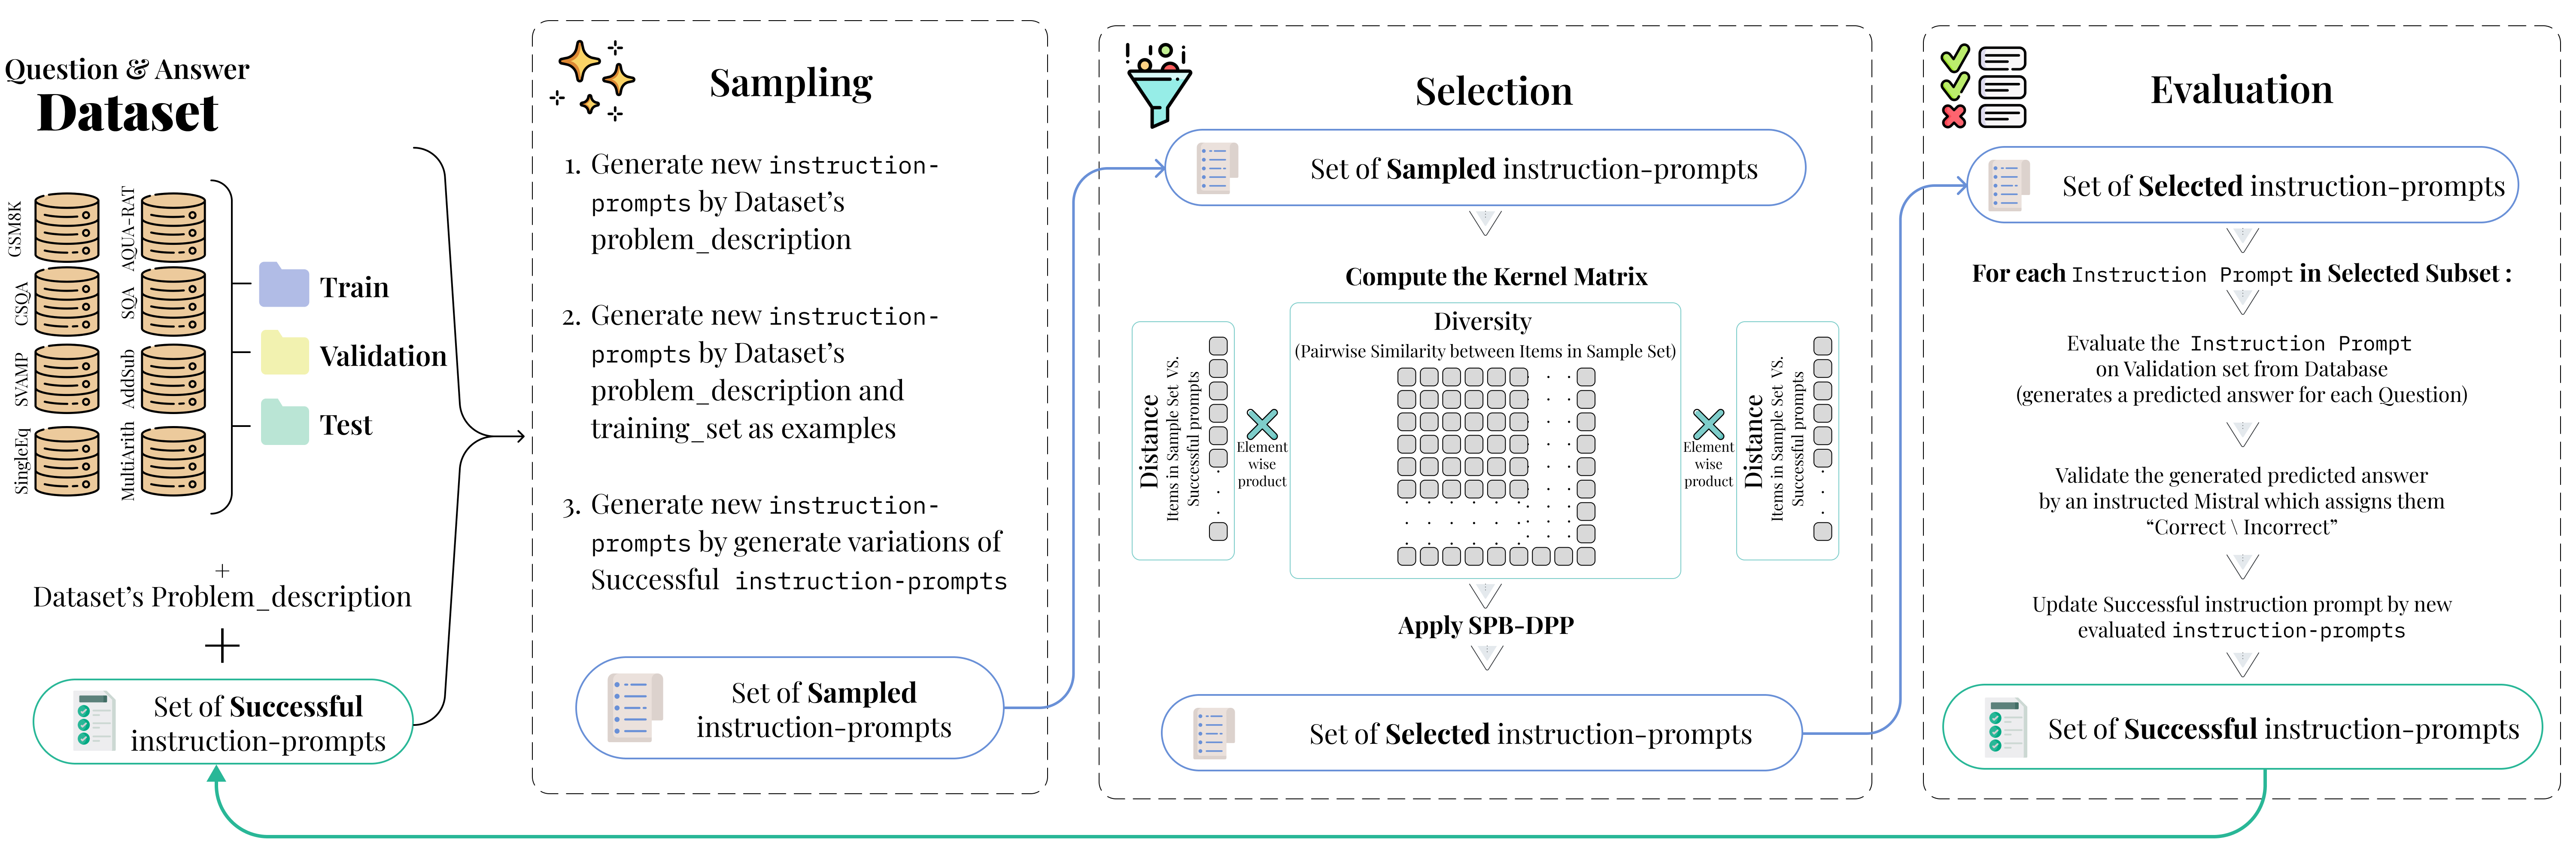 Question & Answer
Dataset
GSM8K
AQUA-RAT
CSQA
SQA
SVAMP
AddSub
SingleEq
MultiArith
Train
Validation
Test
+
Dataset's Problem_description
+
Set of Successful
instruction-prompts
Sampling
1. Generate new instruction-
prompts by Dataset's
problem_description
2. Generate new instruction-
prompts by Dataset's
problem_description and
training_set as examples
3. Generate new instruction-
prompts by generate variations of
Successful instruction-prompts
Set of Sampled
instruction-prompts
Selection
Set of Sampled instruction-prompts
Compute the Kernel Matrix
Distance
Items in Sample Set VS.
Successful prompts
Element
wise
product
Diversity
(Pairwise Similarity between Items in Sample Set)
Element
wise
product
Distance
Items in Sample Set VS.
Successful prompts
Apply SPB-DPP
Set of Selected instruction-prompts
Evaluation
Set of Selected instruction-prompts
For each Instruction Prompt in Selected Subset :
Evaluate the Instruction Prompt
on Validation set from Database
(generates a predicted answer for each Question)
Validate the generated predicted answer
by an instructed Mistral which assigns them
“Correct \ Incorrect”
Update Successful instruction prompt by new
evaluated instruction-prompts
Set of Successful instruction-prompts